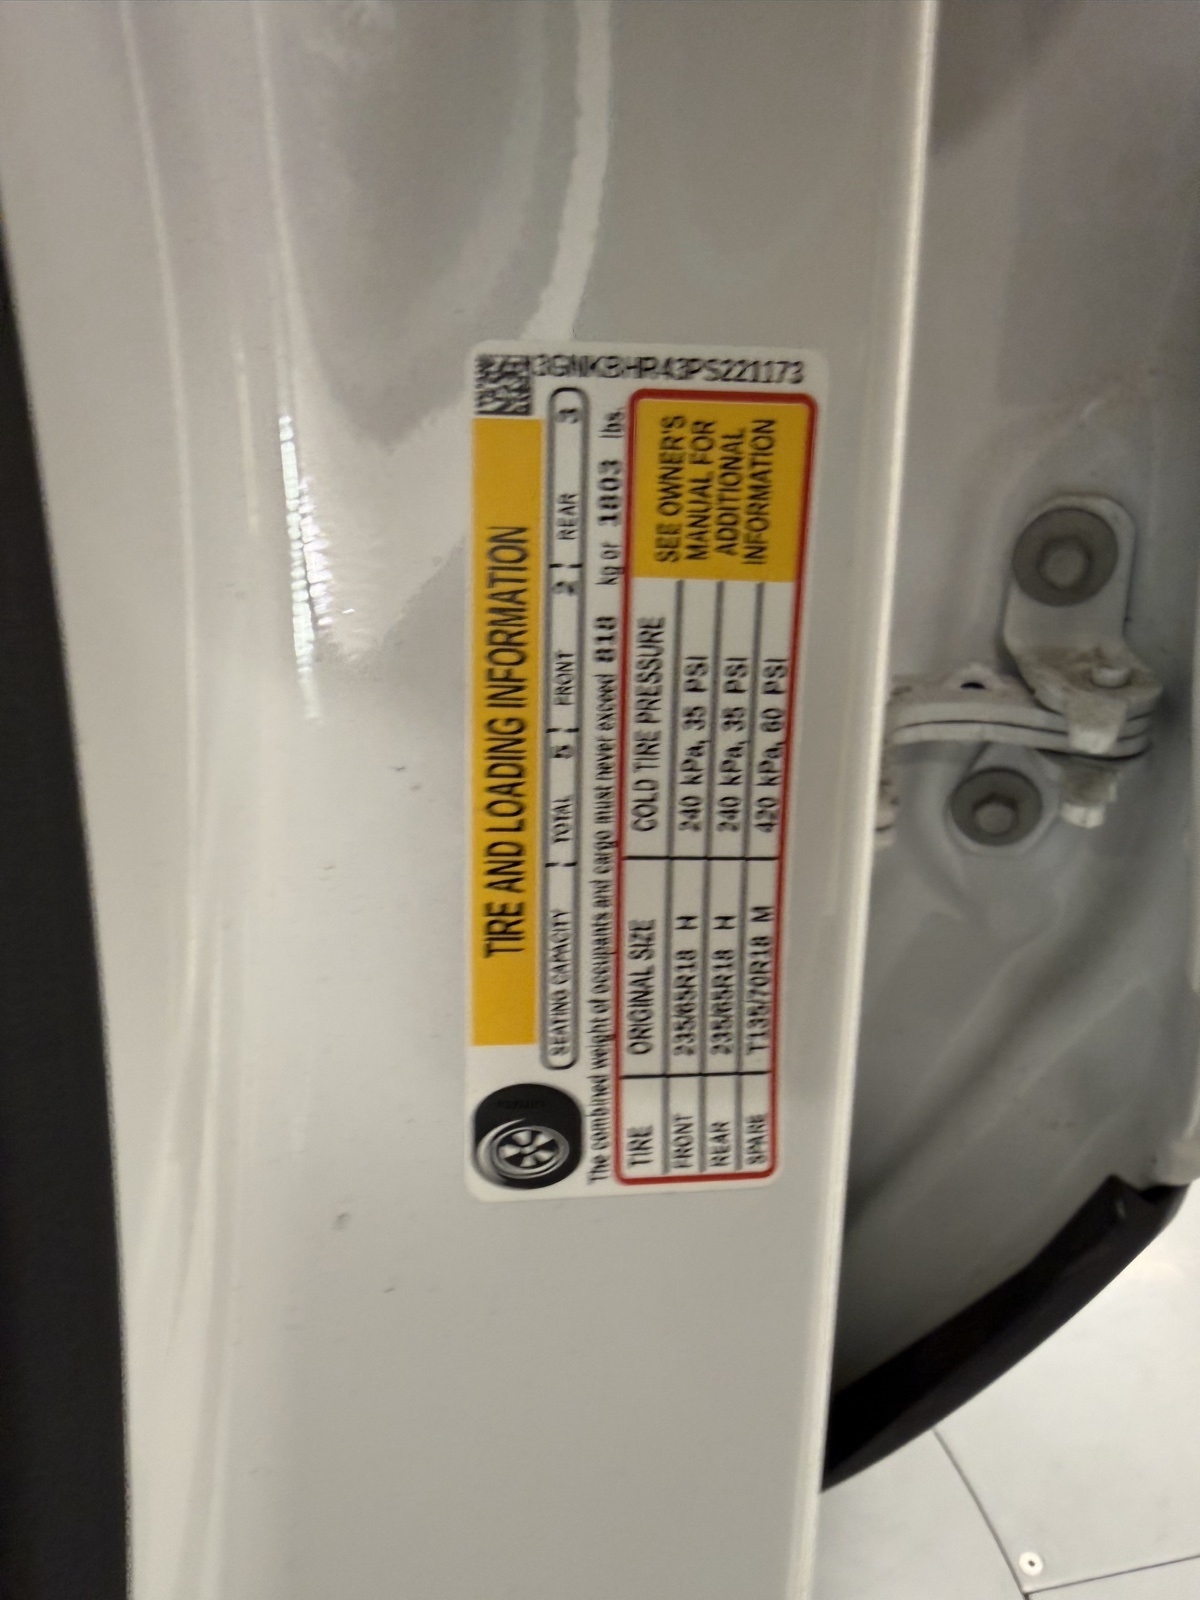 3GNKBHR43PS221173
TIRE AND LOADING INFORMATION
SEATING CAPACITY TOTAL 5 FRONT 2 REAR 3
The combined weight of occupants and cargo must never exceed 818 kg or 1803 lbs.
TIRE ORIGINAL SIZE COLD TIRE PRESSURE
FRONT 235/65R18 H 240 kPa, 35 PSI
REAR 235/65R18 H 240 kPa, 35 PSI
SPARE T135/70R18 M 420 kPa, 60 PSI
SEE OWNER'S
MANUAL FOR
ADDITIONAL
INFORMATION